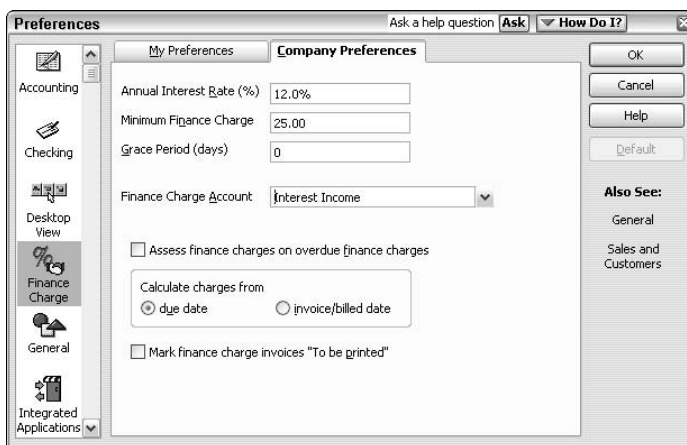 Preferences
Ask a help question Ask How Do I?
Accounting
Checking
Desktop
View
Finance
Charge
General
Integrated
Applications
My Preferences
Company Preferences
Annual Interest Rate (%) 12.0%
Minimum Finance Charge 25.00
Grace Period (days) 0
Finance Charge Account Interest Income
Assess finance charges on overdue finance charges
Calculate charges from
due date invoice/billed date
Mark finance charge invoices "To be printed"
OK
Cancel
Help
Default
Also See:
General
Sales and
Customers